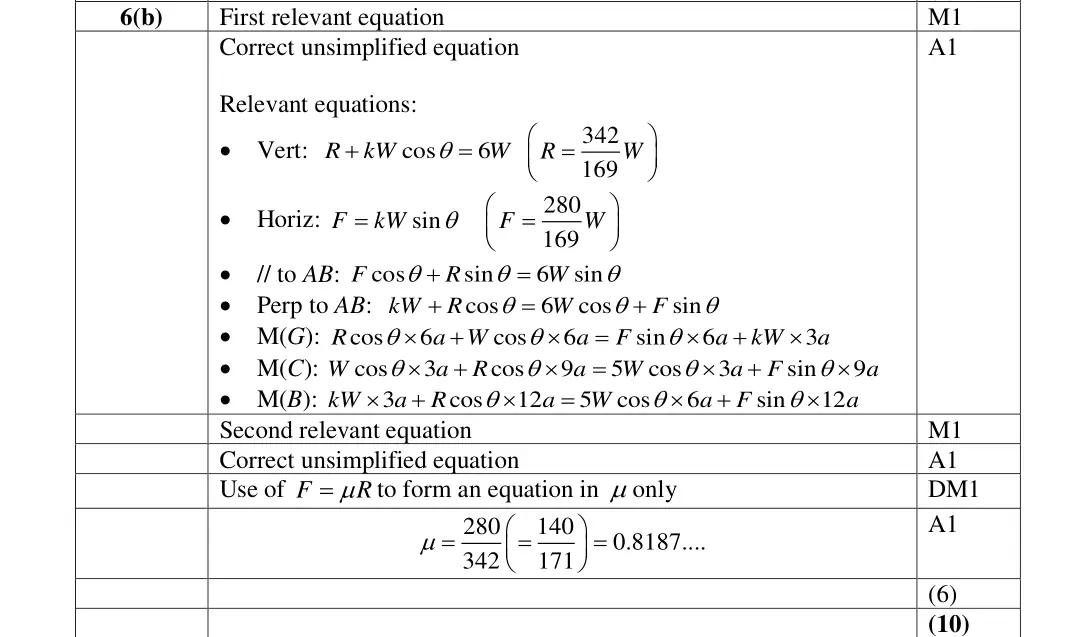 6(b) First relevant equation M1
Correct unsimplified equation A1
Relevant equations:
• Vert: R + kW cos θ = 6W (R = 342/169 W)
• Horiz: F = kW sin θ (F = 280/169 W)
• // to AB: F cos θ + R sin θ = 6W sin θ
• Perp to AB: kW + R cos θ = 6W cos θ + F sin θ
• M(G): R cos θ × 6a + W cos θ × 6a = F sin θ × 6a + kW × 3a
• M(C): W cos θ × 3a + R cos θ × 9a = 5W cos θ × 3a + F sin θ × 9a
• M(B): kW × 3a + R cos θ × 12a = 5W cos θ × 6a + F sin θ × 12a
Second relevant equation M1
Correct unsimplified equation A1
Use of F = μR to form an equation in μ only DM1
μ = 280/342 (= 140/171) = 0.8187.... A1
(6)
(10)